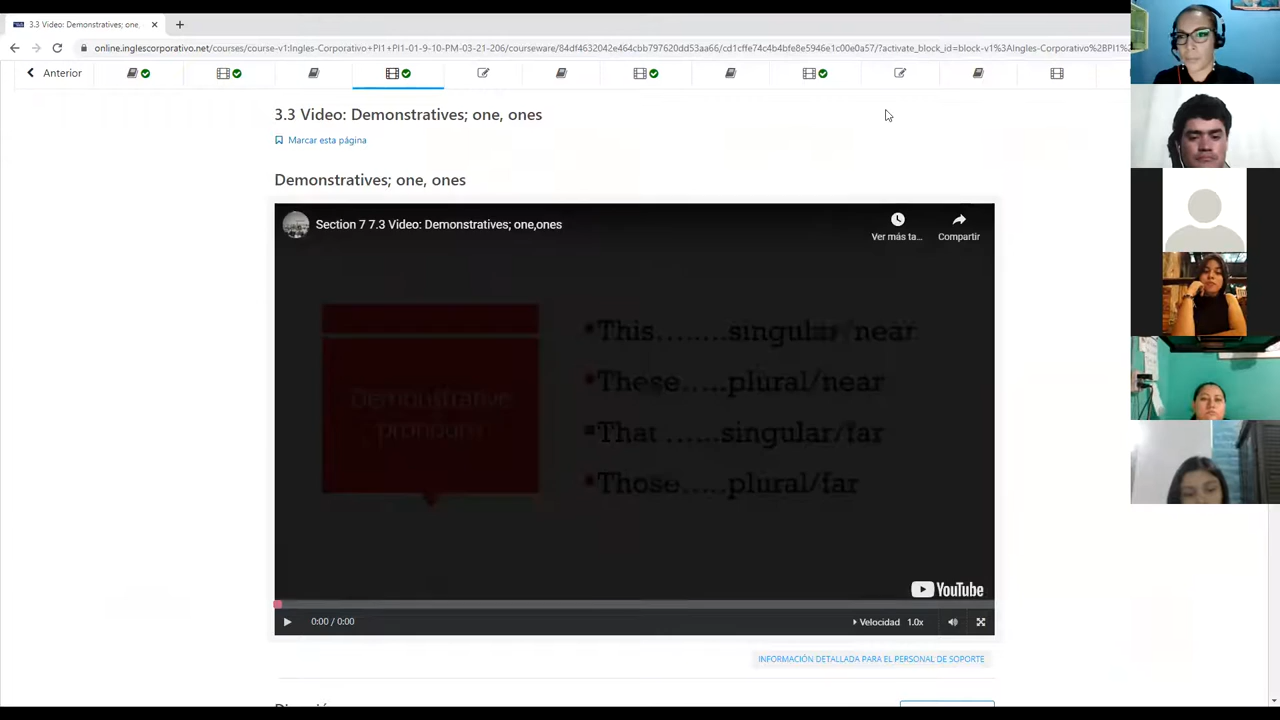 3.3 Video: Demonstratives; one,
online.inglescorporativo.net/courses/course-v1:Ingles-Corporativo+PI1+PI1-01-9-10-PM-03-21-206/courseware/84df4632042e464cbb797620dd53aa66/cd1cffe74c4b4bfe8e5946e1c00e0a57/?activate_block_id=block-v1%3AIngles-Corporativo%2BPI1%
Anterior
3.3 Video: Demonstratives; one, ones
Marcar esta página
Demonstratives; one, ones
Section 7 7.3 Video: Demonstratives; one,ones
Ver más ta...
Compartir
Demonstrative pronoun
•This........singular/near
•These.....plural/near
•That ......singular/far
•Those.....plural/far
YouTube
0:00 / 0:00
Velocidad 1.0x
INFORMACIÓN DETALLADA PARA EL PERSONAL DE SOPORTE